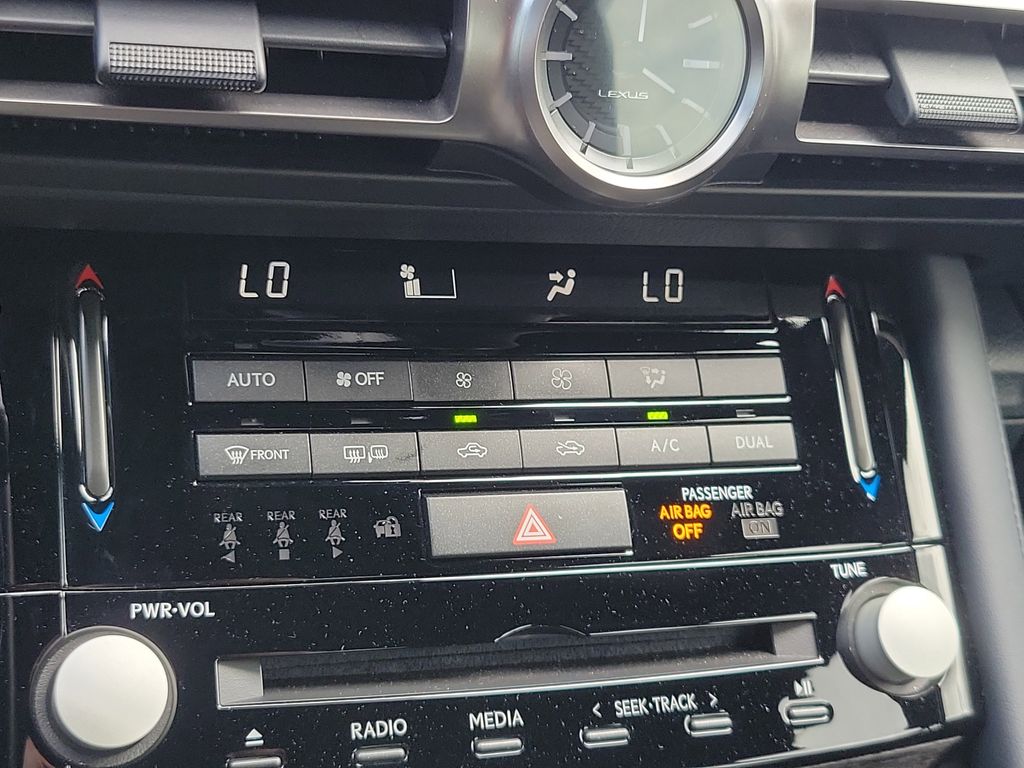 LEXUS
LO LO
AUTO OFF
FRONT A/C DUAL
PASSENGER
REAR REAR REAR AIR BAG OFF AIR BAG ON
PWR·VOL TUNE
RADIO MEDIA < SEEK·TRACK >